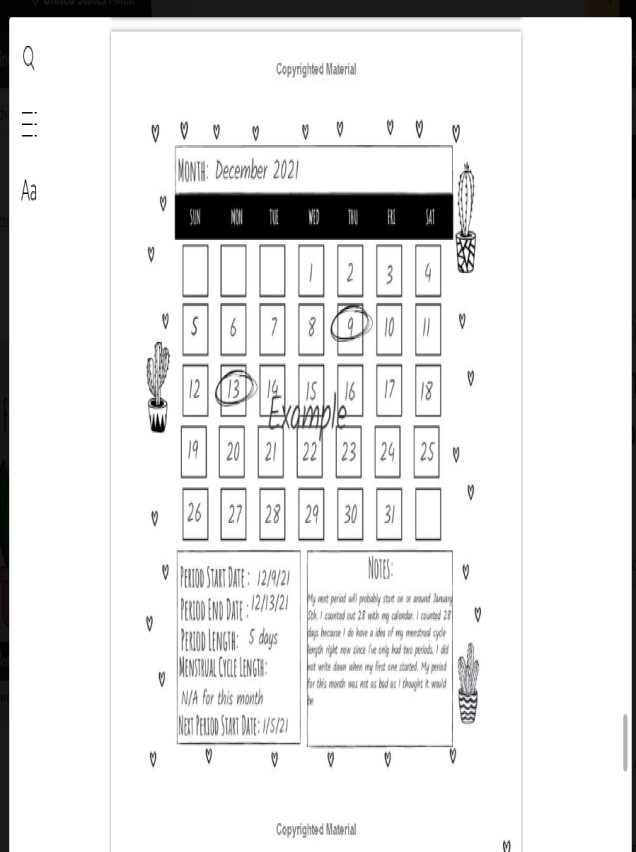 Aa
Copyrighted Material
MONTH: December 2021
SUN MON TUE WED THU FRI SAT
1 2 3 4
5 6 7 8 9 10 11
12 13 14 15 16 17 18
Example
19 20 21 22 23 24 25
26 27 28 29 30 31
PERIOD START DATE: 12/9/21
PERIOD END DATE: 12/13/21
PERIOD LENGTH: 5 days
MENSTRUAL CYCLE LENGTH:
N/A for this month
NEXT PERIOD START DATE: 1/5/21
NOTES:
My next period will probably start on or around January
5th. I counted out 28 with my calendar. I counted 28
days because I do have a idea of my menstrual cycle
length right now since I've only had two periods. I did
not write down when my first one started. My period
for this month was not as bad as I thought it would
be
Copyrighted Material